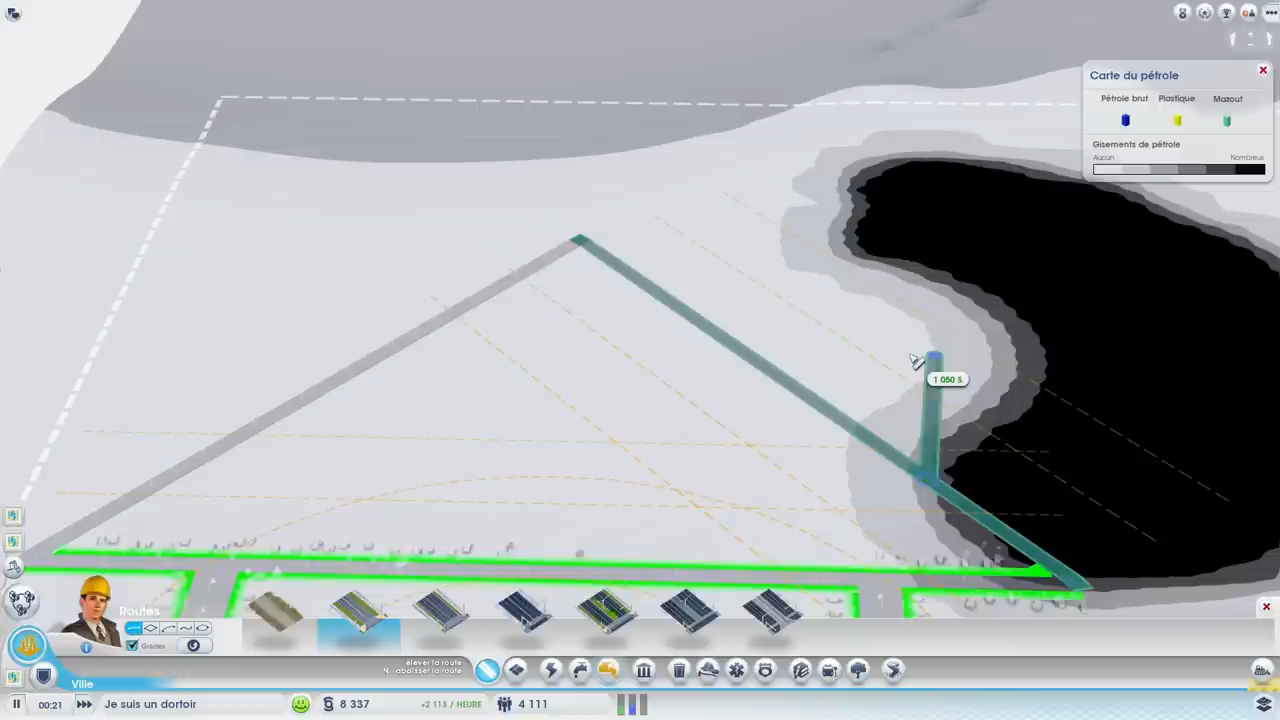 Carte du pétrole
Pétrole brut Plastique Mazout
Gisements de pétrole
Aucun Nombreux
1 050 §
Routes
Guides
élever la route
N abaisser la route
Ville
00:21 Je suis un dortoir 8 337 +2 113 / HEURE 4 111